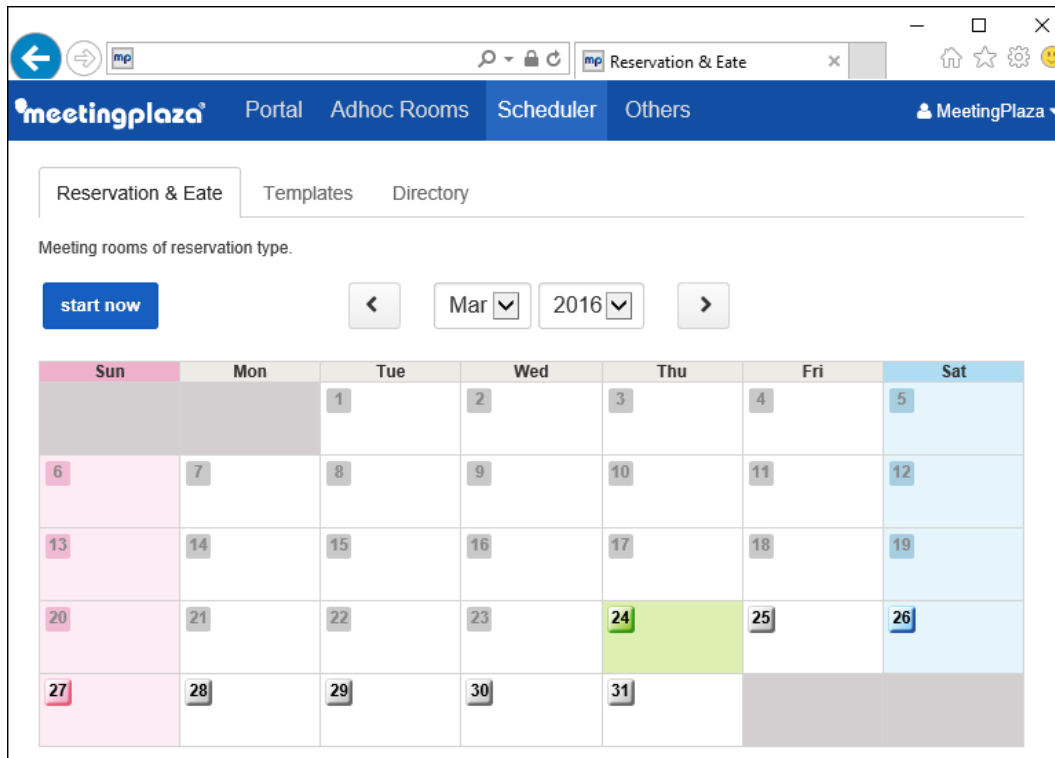 mp mp Reservation & Eate
meetingplaza Portal Adhoc Rooms Scheduler Others MeetingPlaza
Reservation & Eate Templates Directory
Meeting rooms of reservation type.
start now Mar 2016
Sun Mon Tue Wed Thu Fri Sat
1 2 3 4 5
6 7 8 9 10 11 12
13 14 15 16 17 18 19
20 21 22 23 24 25 26
27 28 29 30 31